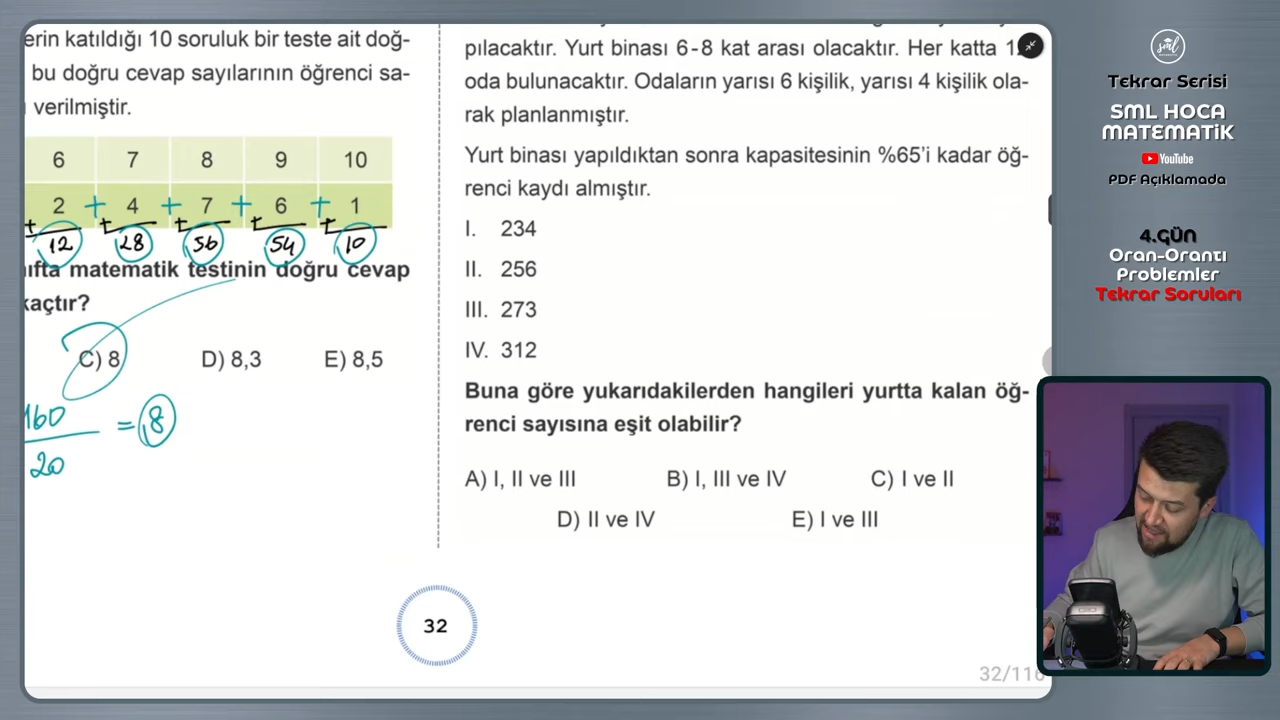 erin katıldığı 10 soruluk bir teste ait doğ-
bu doğru cevap sayılarının öğrenci sa-
verilmiştir.
6 7 8 9 10
2 + 4 + 7 + 6 + 1
12 28 56 54 10
ıfta matematik testinin doğru cevap
kaçtır?
C) 8 D) 8,3 E) 8,5
160
20
= 8
pılacaktır. Yurt binası 6-8 kat arası olacaktır. Her katta
oda bulunacaktır. Odaların yarısı 6 kişilik, yarısı 4 kişilik ola-
rak planlanmıştır.
Yurt binası yapıldıktan sonra kapasitesinin %65'i kadar öğ-
renci kaydı almıştır.
I. 234
II. 256
III. 273
IV. 312
Buna göre yukarıdakilerden hangileri yurtta kalan öğ-
renci sayısına eşit olabilir?
A) I, II ve III B) I, III ve IV C) I ve II
D) II ve IV E) I ve III
32
32/116
sml
Tekrar Serisi
SML HOCA
MATEMATİK
YouTube
PDF Açıklamada
4.GÜN
Oran-Orantı
Problemler
Tekrar Soruları